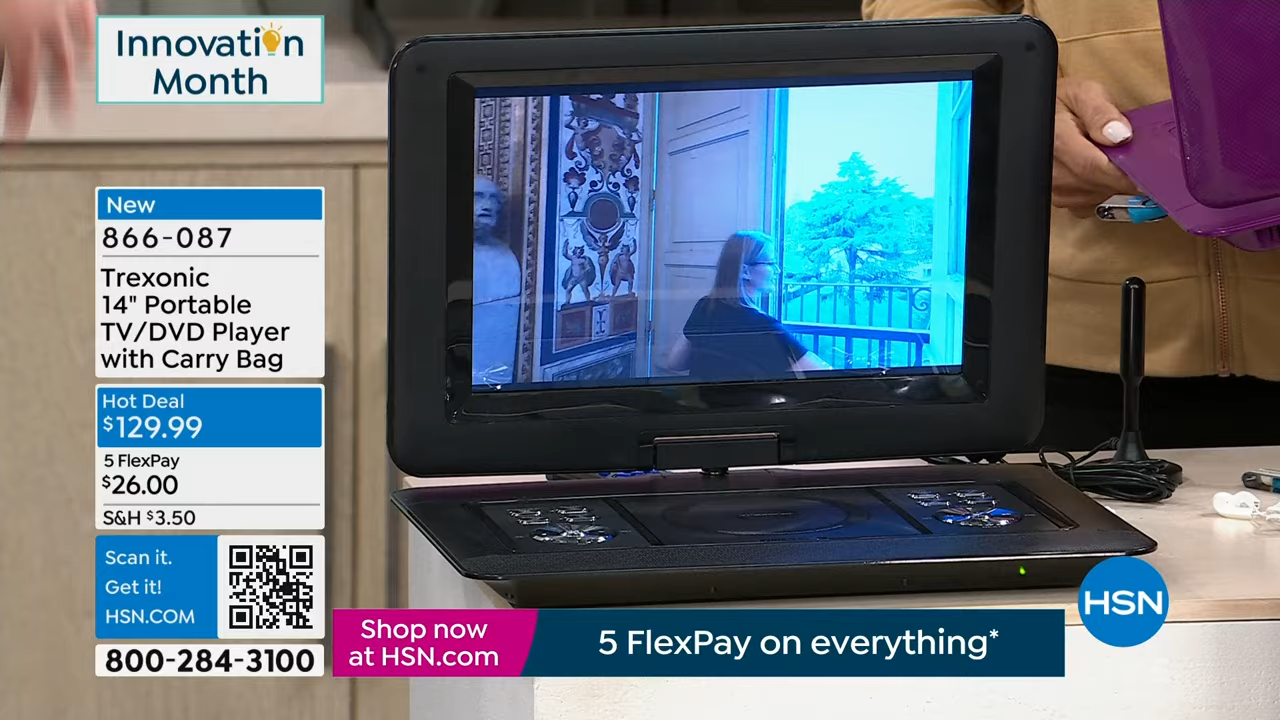 Innovation
Month
New
866-087
Trexonic
14" Portable
TV/DVD Player
with Carry Bag
Hot Deal
$129.99
5 FlexPay
$26.00
S&H $3.50
Scan it.
Get it!
HSN.COM
800-284-3100
Shop now
at HSN.com
5 FlexPay on everything*
HSN